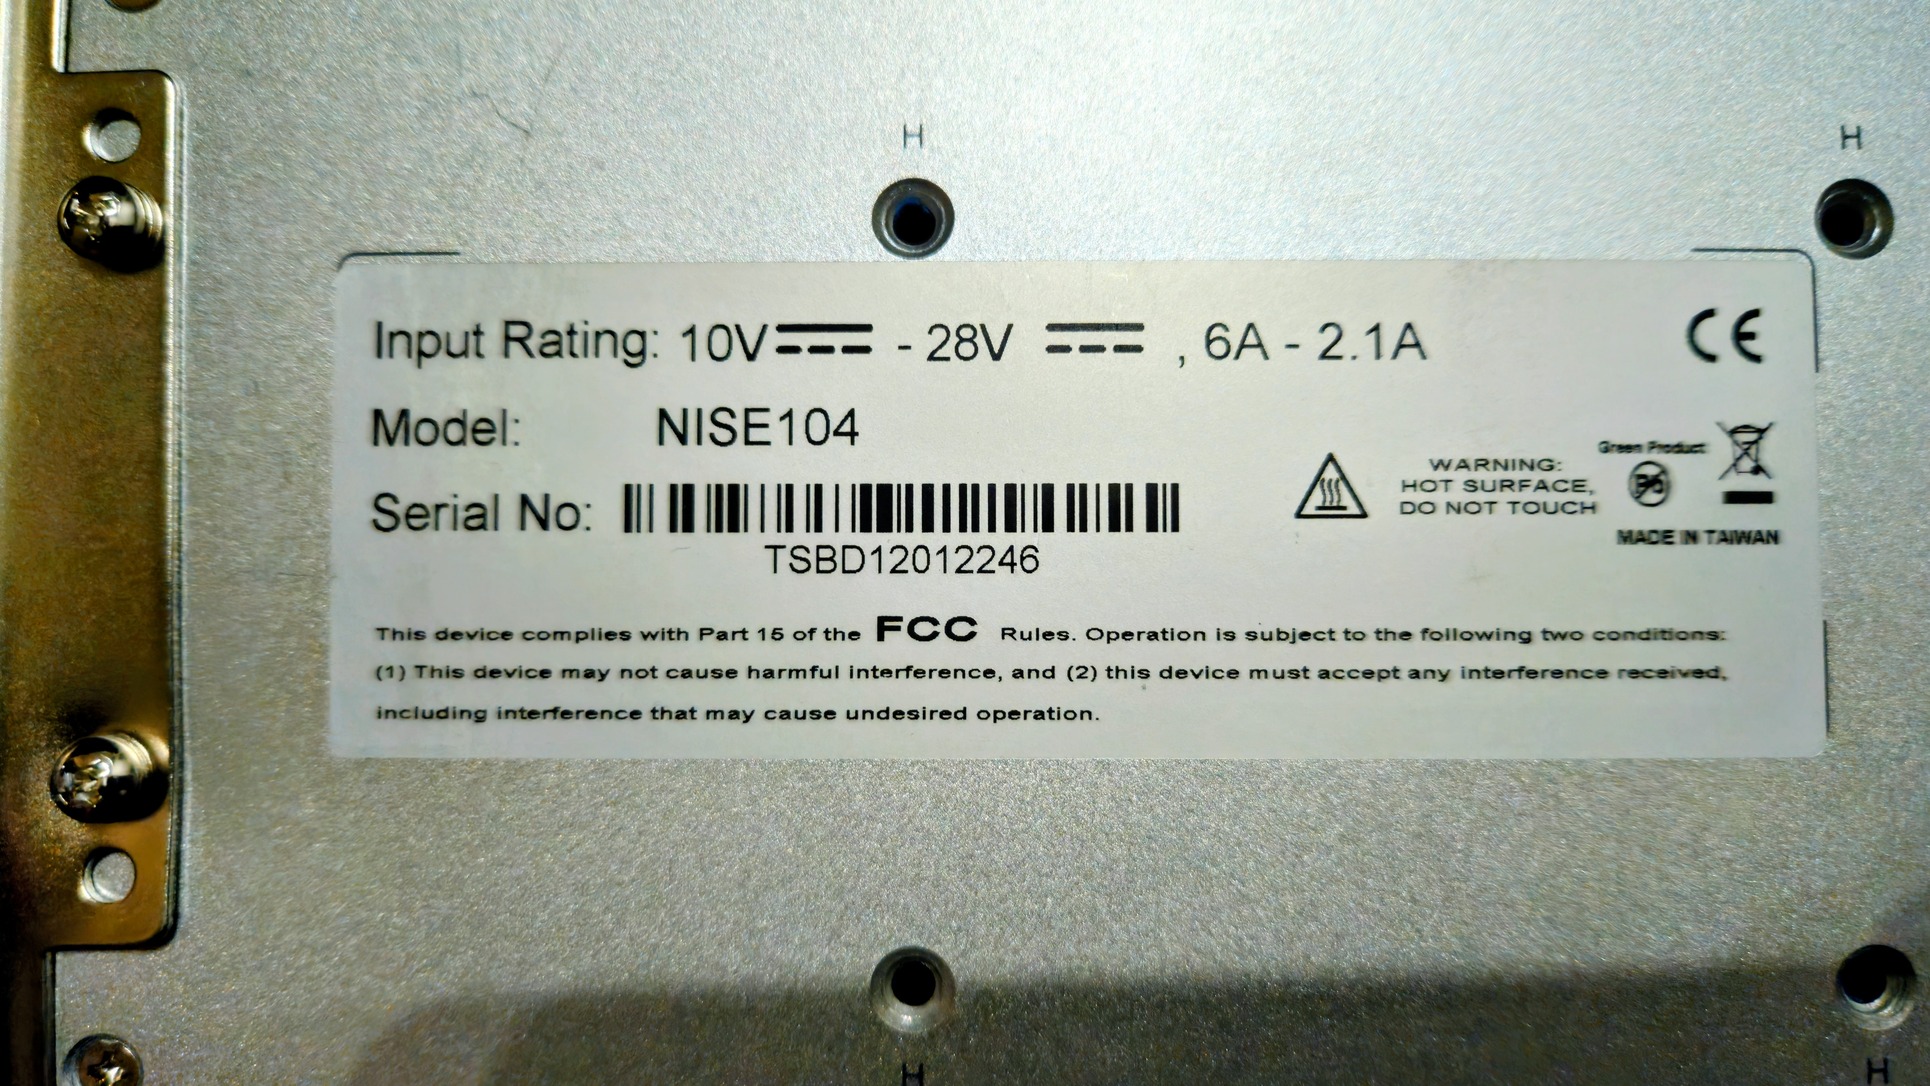 H H
Input Rating: 10V - 28V , 6A - 2.1A
CE
Model: NISE104
Serial No:
TSBD12012246
WARNING:
HOT SURFACE,
DO NOT TOUCH
Green Product
Pb
MADE IN TAIWAN
This device complies with Part 15 of the FCC Rules. Operation is subject to the following two conditions:
(1) This device may not cause harmful interference, and (2) this device must accept any interference received,
including interference that may cause undesired operation.
H H